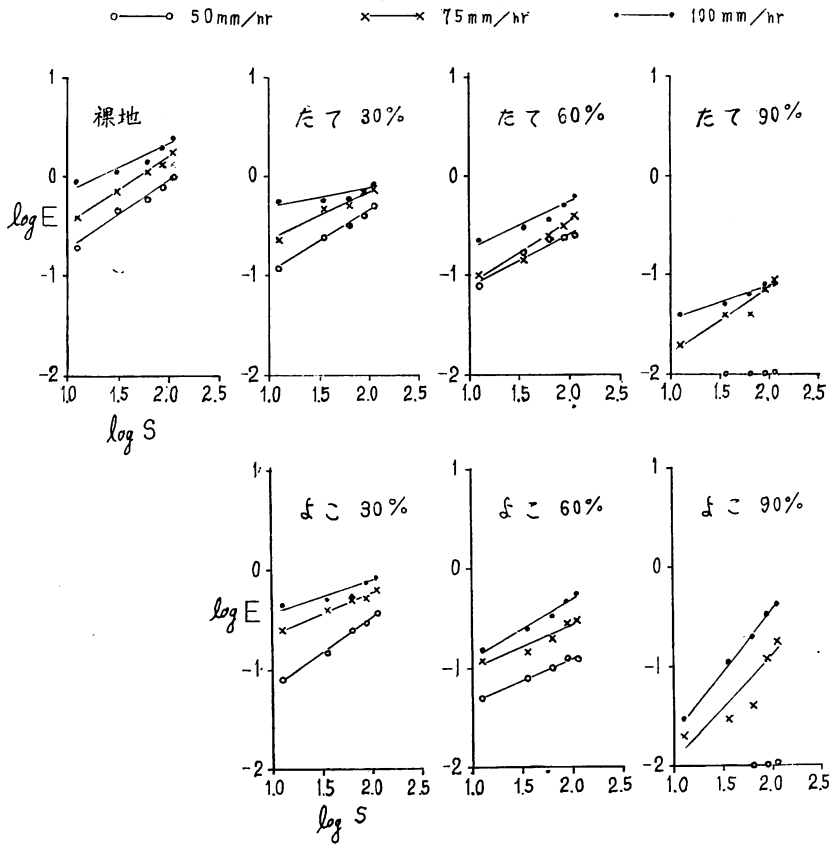 50mm/hr 75mm/hr 100mm/hr
裸地 たて 30% たて 60% たて 90%
1 1 1 1
0 0 0 0
log E
-1 -1 -1 -1
-2 -2 -2 -2
1.0 1.5 2.0 2.5 1.0 1.5 2.0 2.5 1.0 1.5 2.0 2.5 1.0 1.5 2.0 2.5
log S
よこ 30% よこ 60% よこ 90%
1 1 1
0 0 0
log E
-1 -1 -1
-2 -2 -2
1.0 1.5 2.0 2.5 1.0 1.5 2.0 2.5 1.0 1.5 2.0 2.5
log S